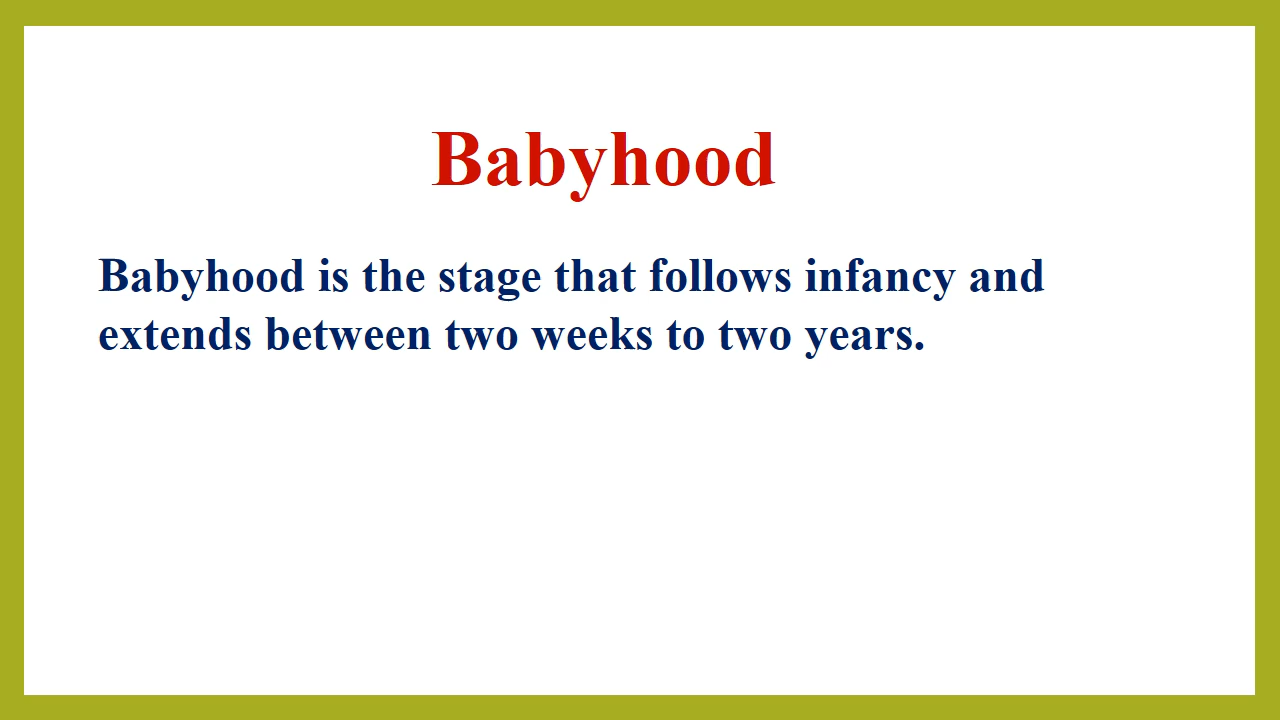 Babyhood
Babyhood is the stage that follows infancy and
extends between two weeks to two years.